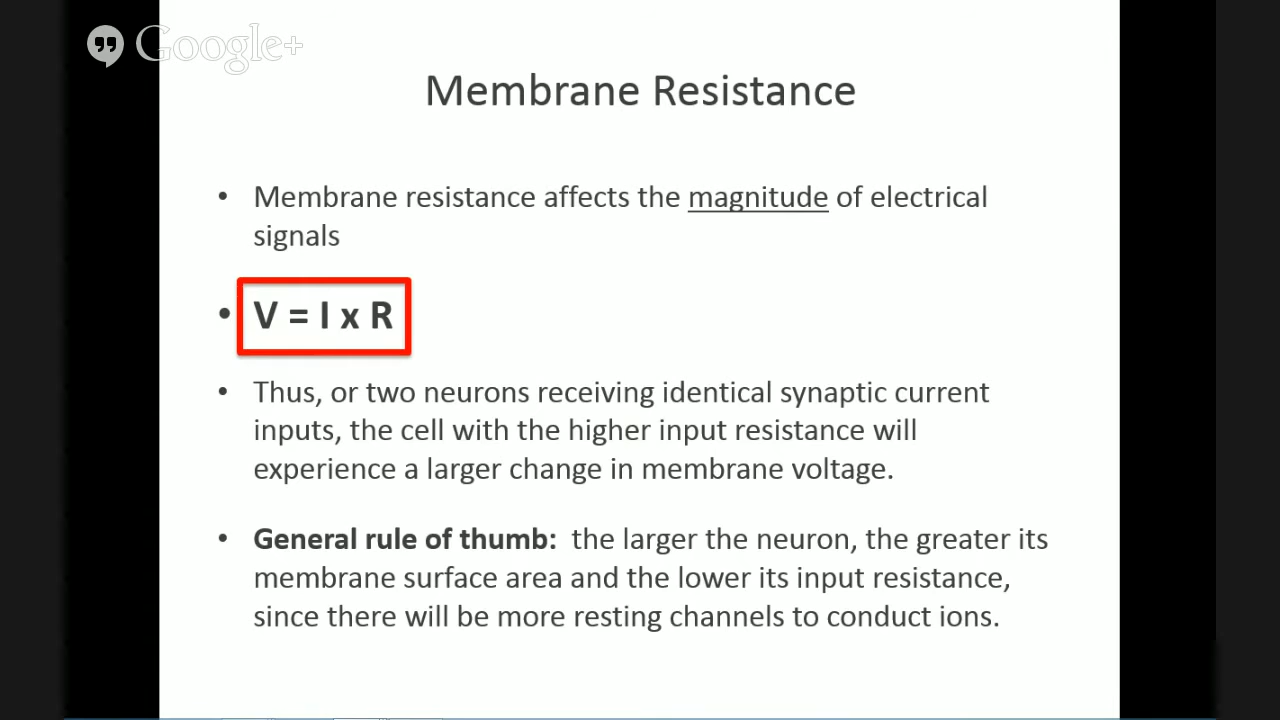 Google+
Membrane Resistance
• Membrane resistance affects the magnitude of electrical
signals
• V = I x R
• Thus, or two neurons receiving identical synaptic current
inputs, the cell with the higher input resistance will
experience a larger change in membrane voltage.
• General rule of thumb: the larger the neuron, the greater its
membrane surface area and the lower its input resistance,
since there will be more resting channels to conduct ions.